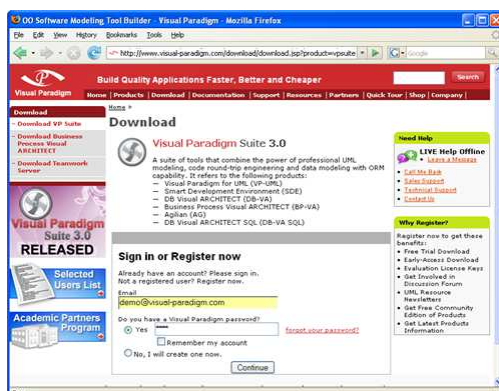 OO Software Modeling Tool Builder - Visual Paradigm - Mozilla Firefox
File Edit View History Bookmarks Tools Help
http://www.visual-paradigm.com/download/download.jsp?product=vpsuite
Google
Visual Paradigm
Build Quality Applications Faster, Better and Cheaper
Search
Home | Products | Download | Documentation | Support | Resources | Partners | Quick Tour | Shop | Company |
Download
- Download VP Suite
- Download Business Process Visual ARCHITECT
- Download Teamwork Server
Visual Paradigm
Suite 3.0
RELEASED
Selected
Users List
Academic Partners
Program
Home >
Download
Visual Paradigm Suite 3.0
A suite of tools that combine the power of professional UML
modeling, code round-trip engineering and data modeling with ORM
capability. It refers to the following products:
- Visual Paradigm for UML (VP-UML)
- Smart Development Environment (SDE)
- DB Visual ARCHITECT (DB-VA)
- Business Process Visual ARCHITECT (BP-VA)
- Agilian (AG)
- DB Visual ARCHITECT SQL (DB-VA SQL)
Sign in or Register now
Already have an account? Please sign in.
Not a registered user? Register now.
Email
demo@visual-paradigm.com
Do you have a Visual Paradigm password?
Yes ****
forgot your password?
Remember my account
No, I will create one now.
Continue
Need Help
LIVE Help Offline
Leave a Message
Call Me Back
Sales Support
Technical Support
Contact Us
Why Register?
Register now to get these
benefits:
• Free Trial Download
• Early-Access Download
• Evaluation License Keys
• Get Involved in
Discussion Forum
• UML Resource
Newsletters
• Get Free Community
Edition of Products
• Get Latest Products
Information